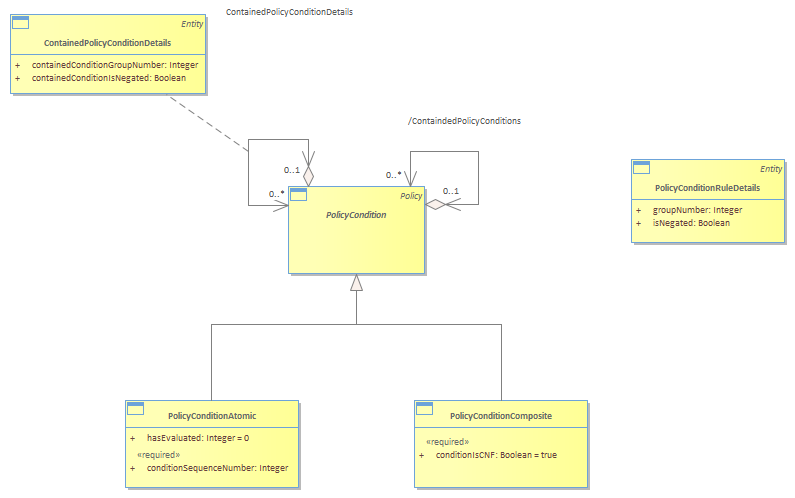 ContainedPolicyConditionDetails
Entity
ContainedPolicyConditionDetails
+ containedConditionGroupNumber: Integer
+ containedConditionIsNegated: Boolean
/ContaindedPolicyConditions
0..1
0..*
0..*
0..1
Policy
PolicyCondition
Entity
PolicyConditionRuleDetails
+ groupNumber: Integer
+ isNegated: Boolean
PolicyConditionAtomic
+ hasEvaluated: Integer = 0
«required»
+ conditionSequenceNumber: Integer
PolicyConditionComposite
«required»
+ conditionIsCNF: Boolean = true